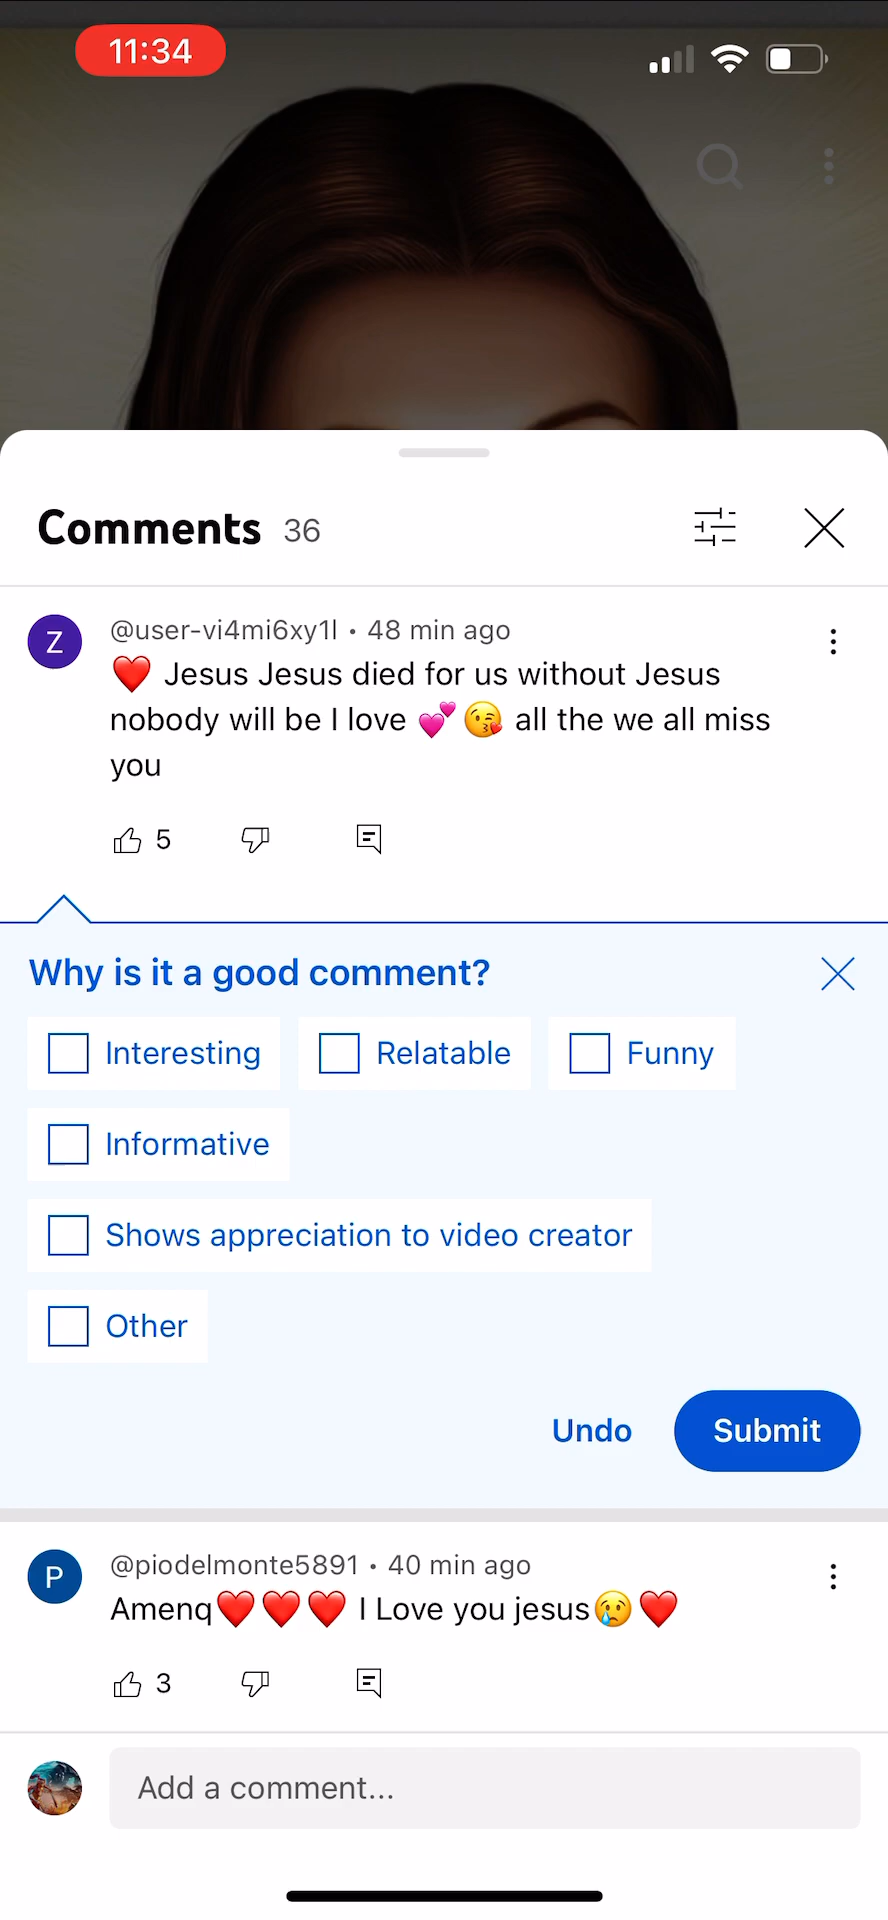 11:34
Comments 36
Z
@user-vi4mi6xy1l • 48 min ago
❤️ Jesus Jesus died for us without Jesus
nobody will be I love 💕😘 all the we all miss
you
5
Why is it a good comment?
Interesting Relatable Funny
Informative
Shows appreciation to video creator
Other
Undo Submit
P
@piodelmonte5891 • 40 min ago
Amenq❤️❤️❤️ I Love you jesus😢❤️
3
Add a comment...